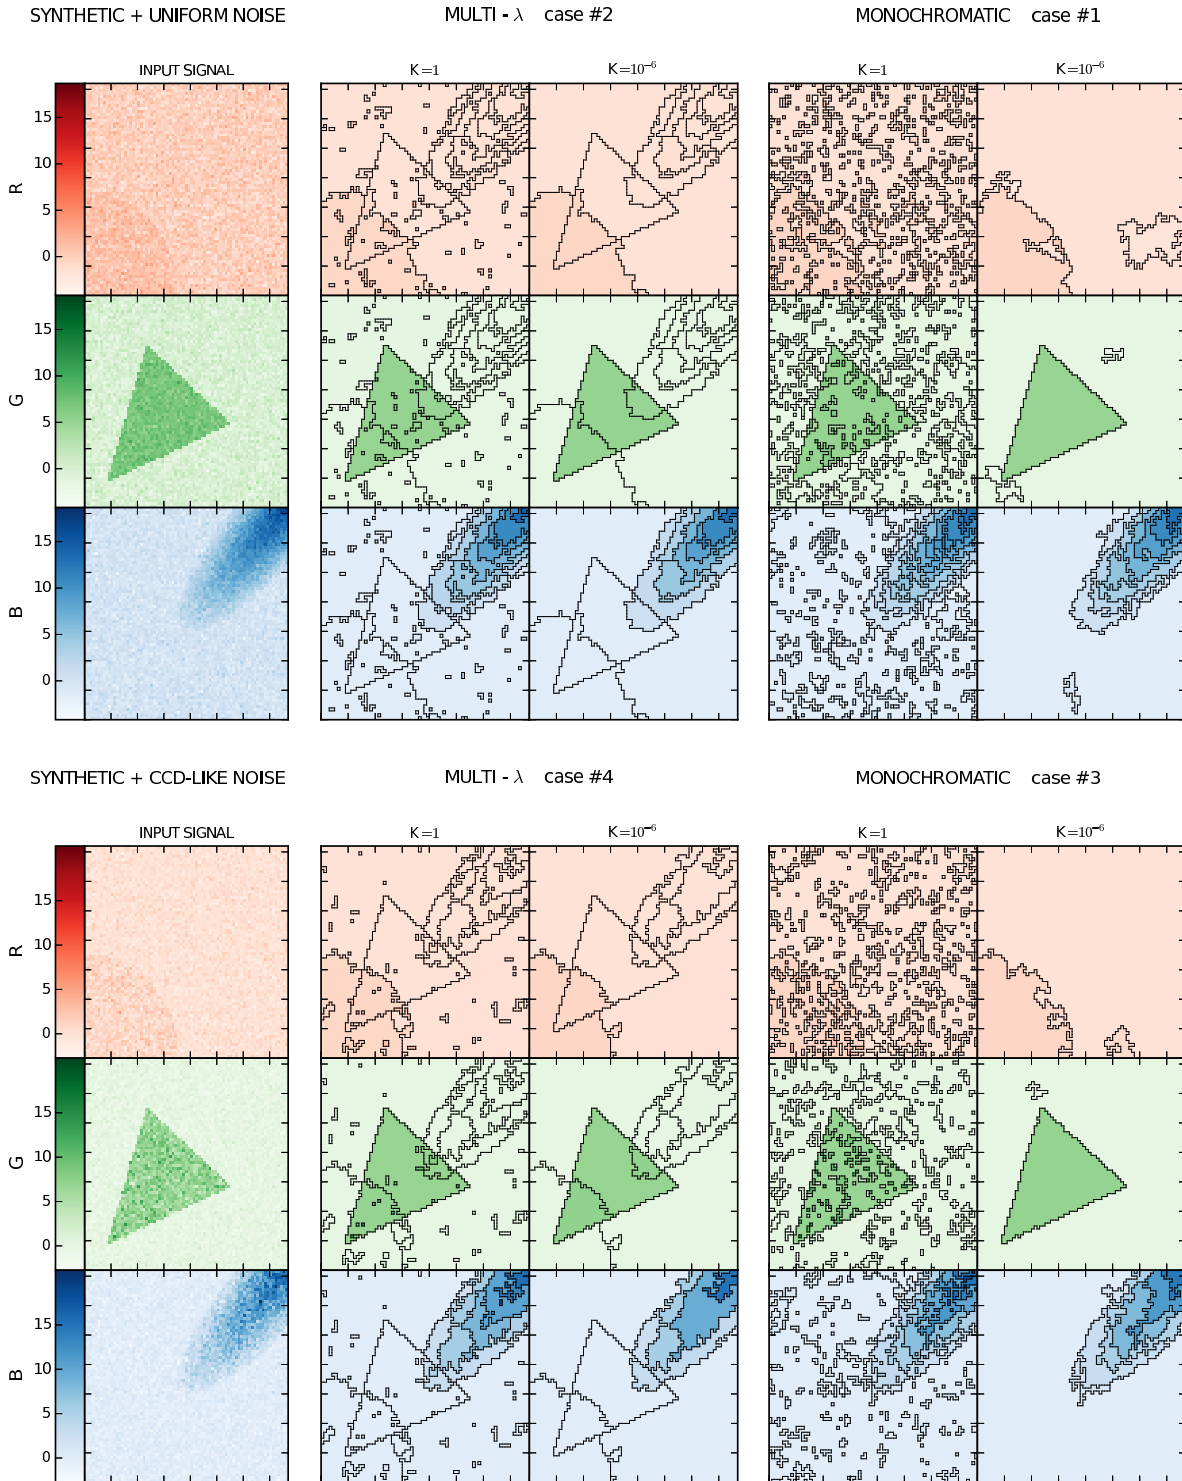 SYNTHETIC + UNIFORM NOISE MULTI - λ case #2 MONOCHROMATIC case #1
INPUT SIGNAL K=1 K=10⁻⁶ K=1 K=10⁻⁶
R
15
10
5
0
G
15
10
5
0
B
15
10
5
0
SYNTHETIC + CCD-LIKE NOISE MULTI - λ case #4 MONOCHROMATIC case #3
INPUT SIGNAL K=1 K=10⁻⁶ K=1 K=10⁻⁶
R
15
10
5
0
G
15
10
5
0
B
15
10
5
0